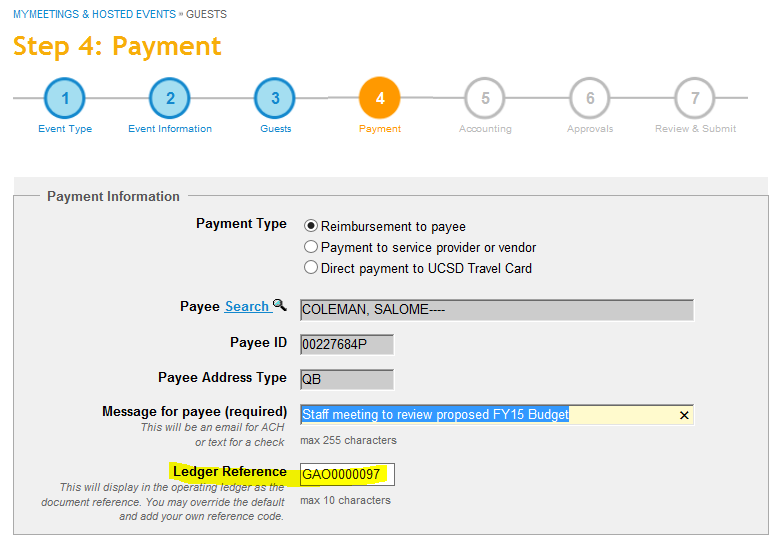 MYMEETINGS & HOSTED EVENTS » GUESTS
Step 4: Payment
1 2 3 4 5 6 7
Event Type Event Information Guests Payment Accounting Approvals Review & Submit
Payment Information
Payment Type Reimbursement to payee
Payment to service provider or vendor
Direct payment to UCSD Travel Card
Payee Search COLEMAN, SALOME----
Payee ID 00227684P
Payee Address Type QB
Message for payee (required) Staff meeting to review proposed FY15 Budget ×
This will be an email for ACH
or text for a check max 255 characters
Ledger Reference GAO0000097
This will display in the operating ledger as the
document reference. You may override the default max 10 characters
and add your own reference code.